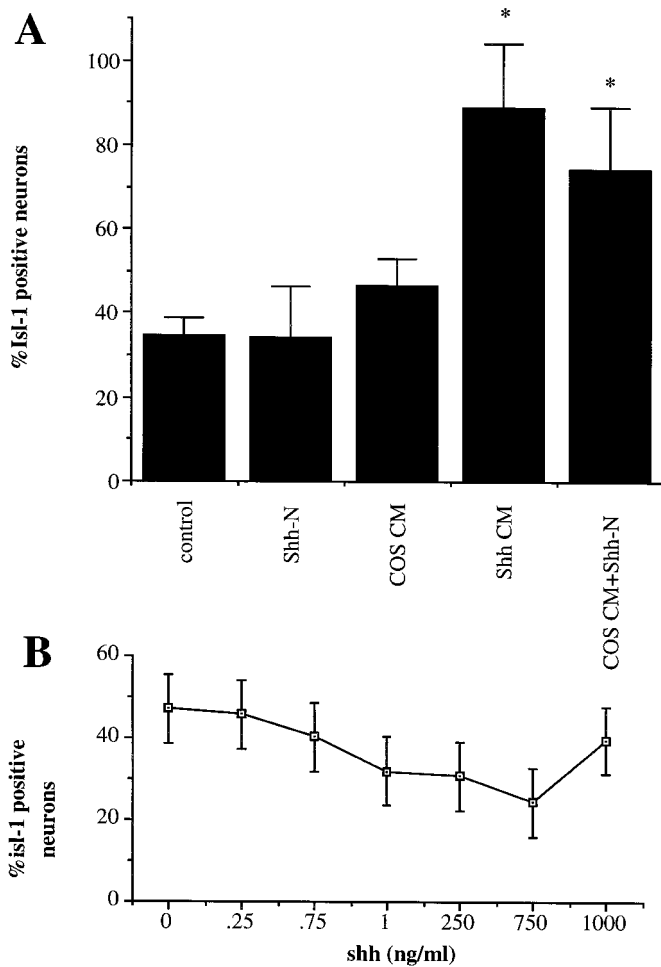 A
*
*
100
80
60
40
20
0
%Isl-1 positive neurons
control
Shh-N
COS CM
Shh CM
COS CM+Shh-N
B
60
40
20
0
%isl-1 positive
neurons
0 .25 .75 1 250 750 1000
shh (ng/ml)